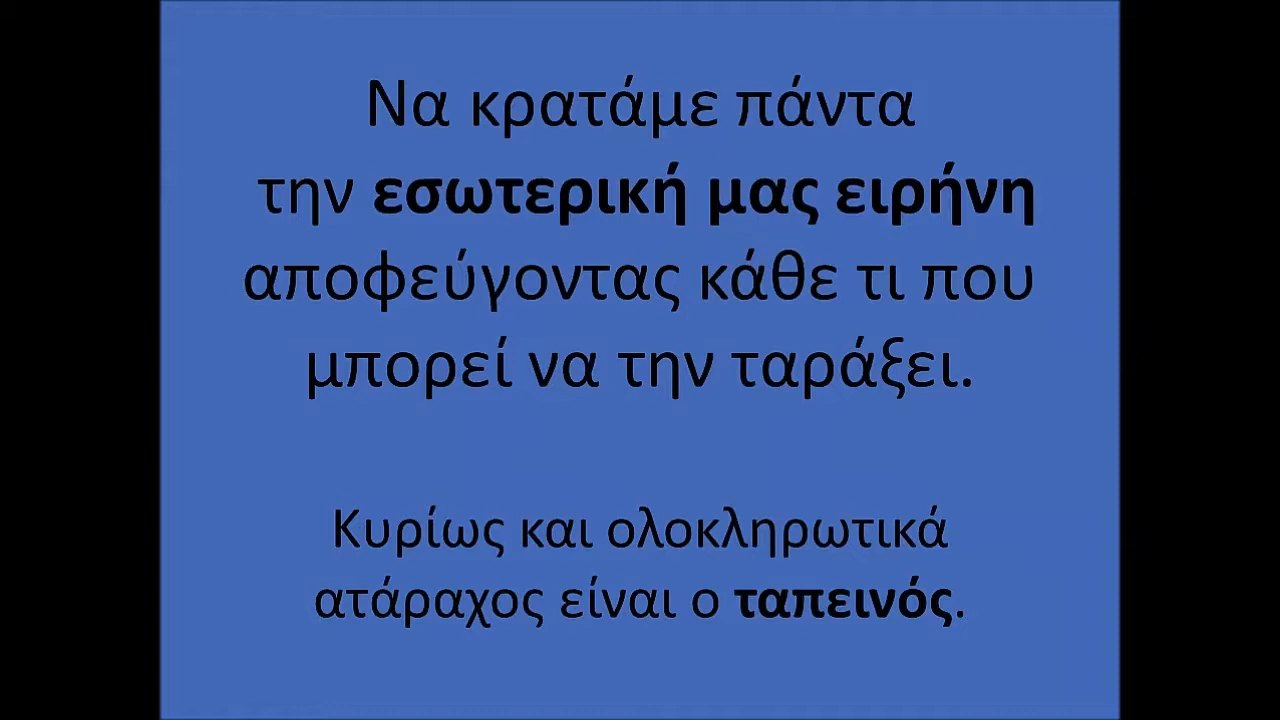 Να κρατάμε πάντα
την εσωτερική μας ειρήνη
αποφεύγοντας κάθε τι που
μπορεί να την ταράξει.
Κυρίως και ολοκληρωτικά
ατάραχος είναι ο ταπεινός.